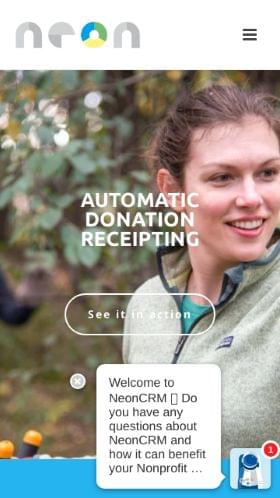 neon
AUTOMATIC
DONATION
RECEIPTING
See it in action
Welcome to
NeonCRM ▯ Do
you have any
questions about
NeonCRM and
how it can benefit
your Nonprofit ...
1